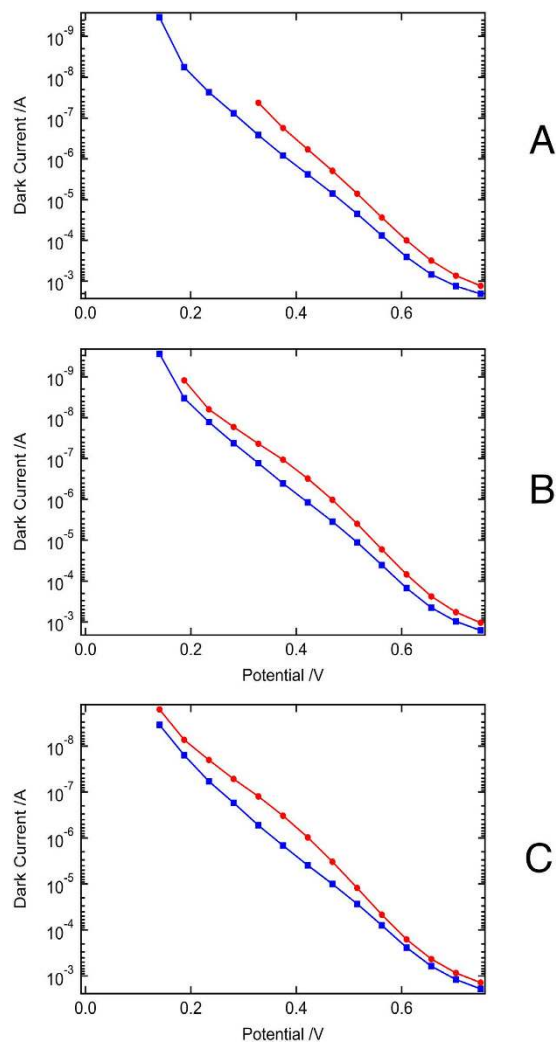 10⁻⁹
10⁻⁸
10⁻⁷
10⁻⁶
10⁻⁵
10⁻⁴
10⁻³
Dark Current /A
0.0 0.2 0.4 0.6
A
10⁻⁹
10⁻⁸
10⁻⁷
10⁻⁶
10⁻⁵
10⁻⁴
10⁻³
Dark Current /A
0.0 0.2 0.4 0.6
Potential /V
B
10⁻⁸
10⁻⁷
10⁻⁶
10⁻⁵
10⁻⁴
10⁻³
Dark Current /A
0.0 0.2 0.4 0.6
Potential /V
C